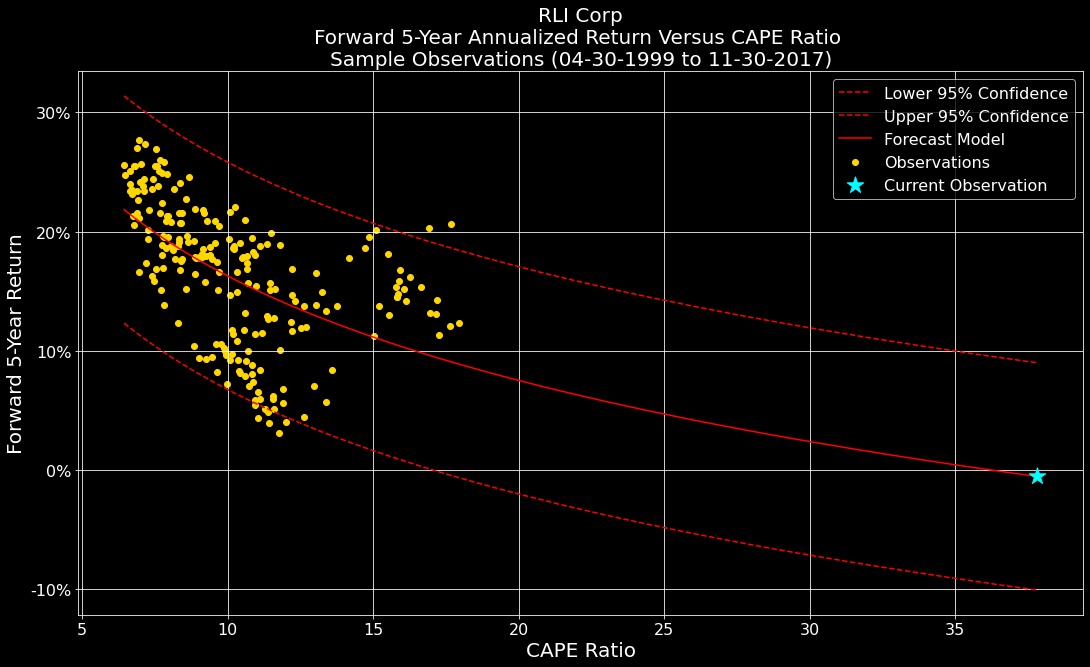 RLI Corp
Forward 5-Year Annualized Return Versus CAPE Ratio
Sample Observations (04-30-1999 to 11-30-2017)
Lower 95% Confidence
Upper 95% Confidence
Forecast Model
Observations
Current Observation
Forward 5-Year Return
30%
20%
10%
0%
-10%
5 10 15 20 25 30 35
CAPE Ratio